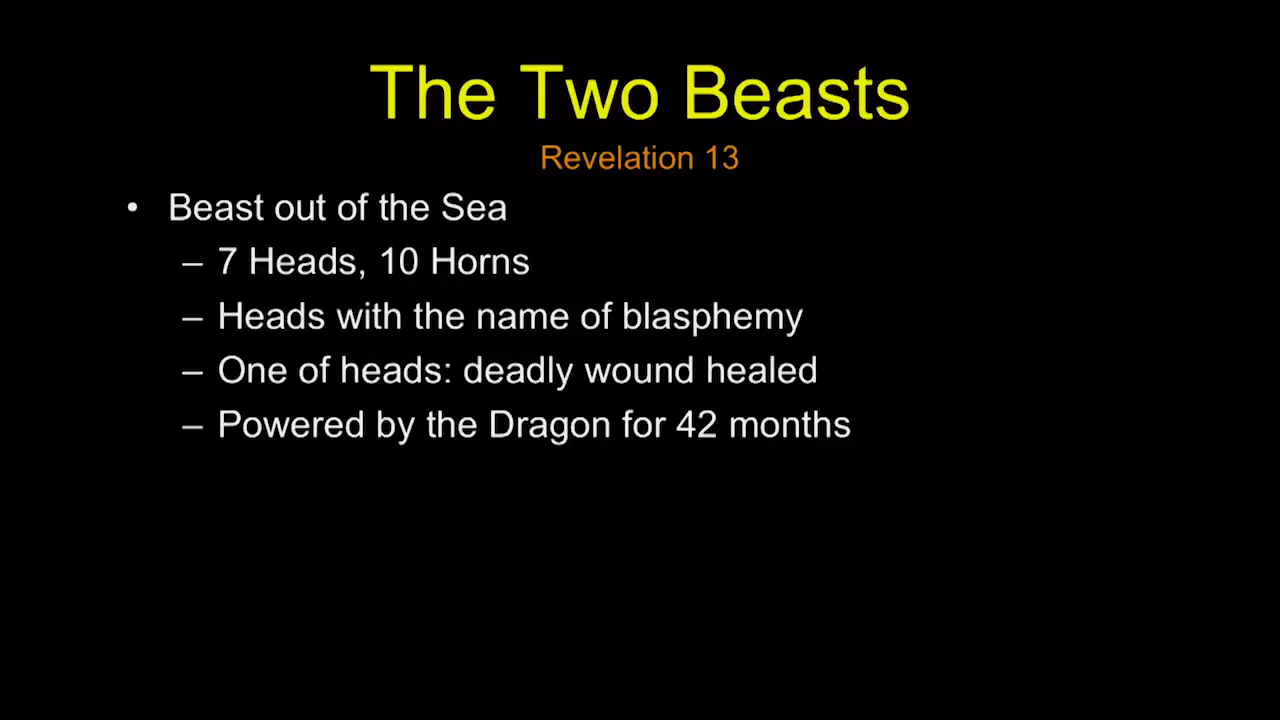 The Two Beasts
Revelation 13
• Beast out of the Sea
– 7 Heads, 10 Horns
– Heads with the name of blasphemy
– One of heads: deadly wound healed
– Powered by the Dragon for 42 months